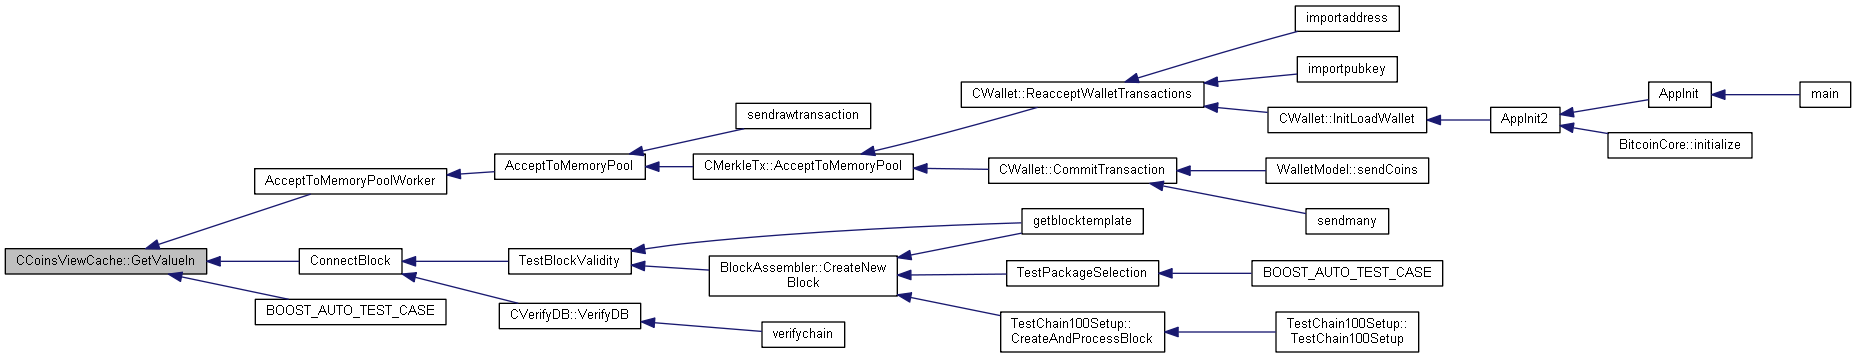 importaddress
importpubkey
CWallet::ReacceptWalletTransactions
AppInit
main
sendrawtransaction
CWallet::InitLoadWallet
AppInit2
BitcoinCore::initialize
AcceptToMemoryPool
CMerkleTx::AcceptToMemoryPool
CWallet::CommitTransaction
WalletModel::sendCoins
AcceptToMemoryPoolWorker
sendmany
getblocktemplate
CCoinsViewCache::GetValueIn
ConnectBlock
TestBlockValidity
BlockAssembler::CreateNew
Block
TestPackageSelection
BOOST_AUTO_TEST_CASE
BOOST_AUTO_TEST_CASE
CVerifyDB::VerifyDB
verifychain
TestChain100Setup::
CreateAndProcessBlock
TestChain100Setup::
TestChain100Setup